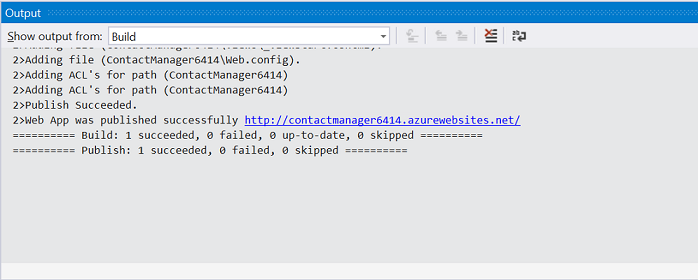 Output
Show output from: Build
2>Adding file (ContactManager6414\Web.config).
2>Adding ACL's for path (ContactManager6414)
2>Adding ACL's for path (ContactManager6414)
2>Publish Succeeded.
2>Web App was published successfully http://contactmanager6414.azurewebsites.net/
========== Build: 1 succeeded, 0 failed, 0 up-to-date, 0 skipped ==========
========== Publish: 1 succeeded, 0 failed, 0 skipped ==========